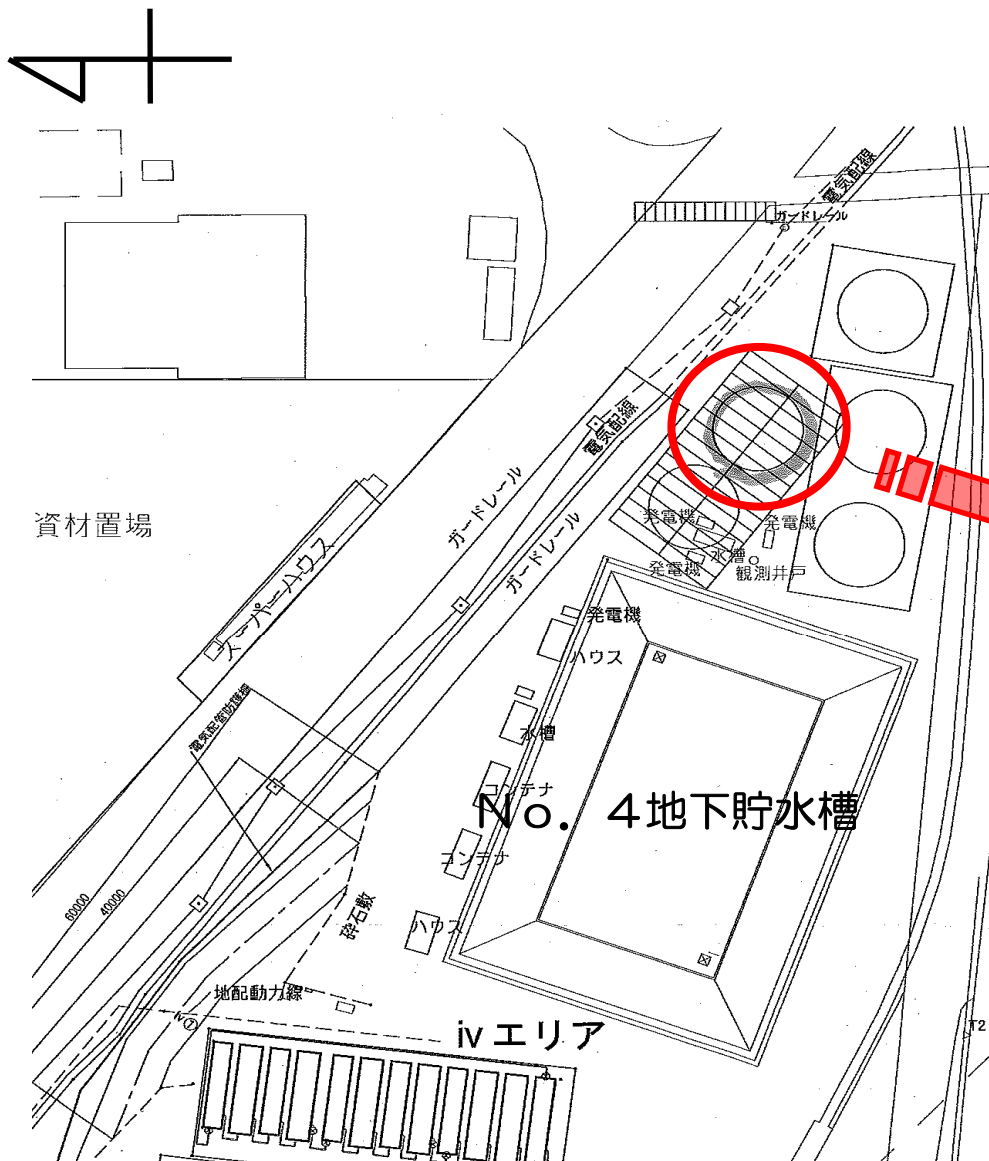 電気配線
ガードレール
電気配線
資材置場
ガードレール
ガードレール
スーパーハウス
発電機
発電機
水槽
発電機
観測井戸
発電機
ハウス
電気配管防護柵
水槽
コンテナ
No. 4地下貯水槽
コンテナ
60000
40000
砕石敷
ハウス
地配動力線
iv⑦
iv エリア
T2